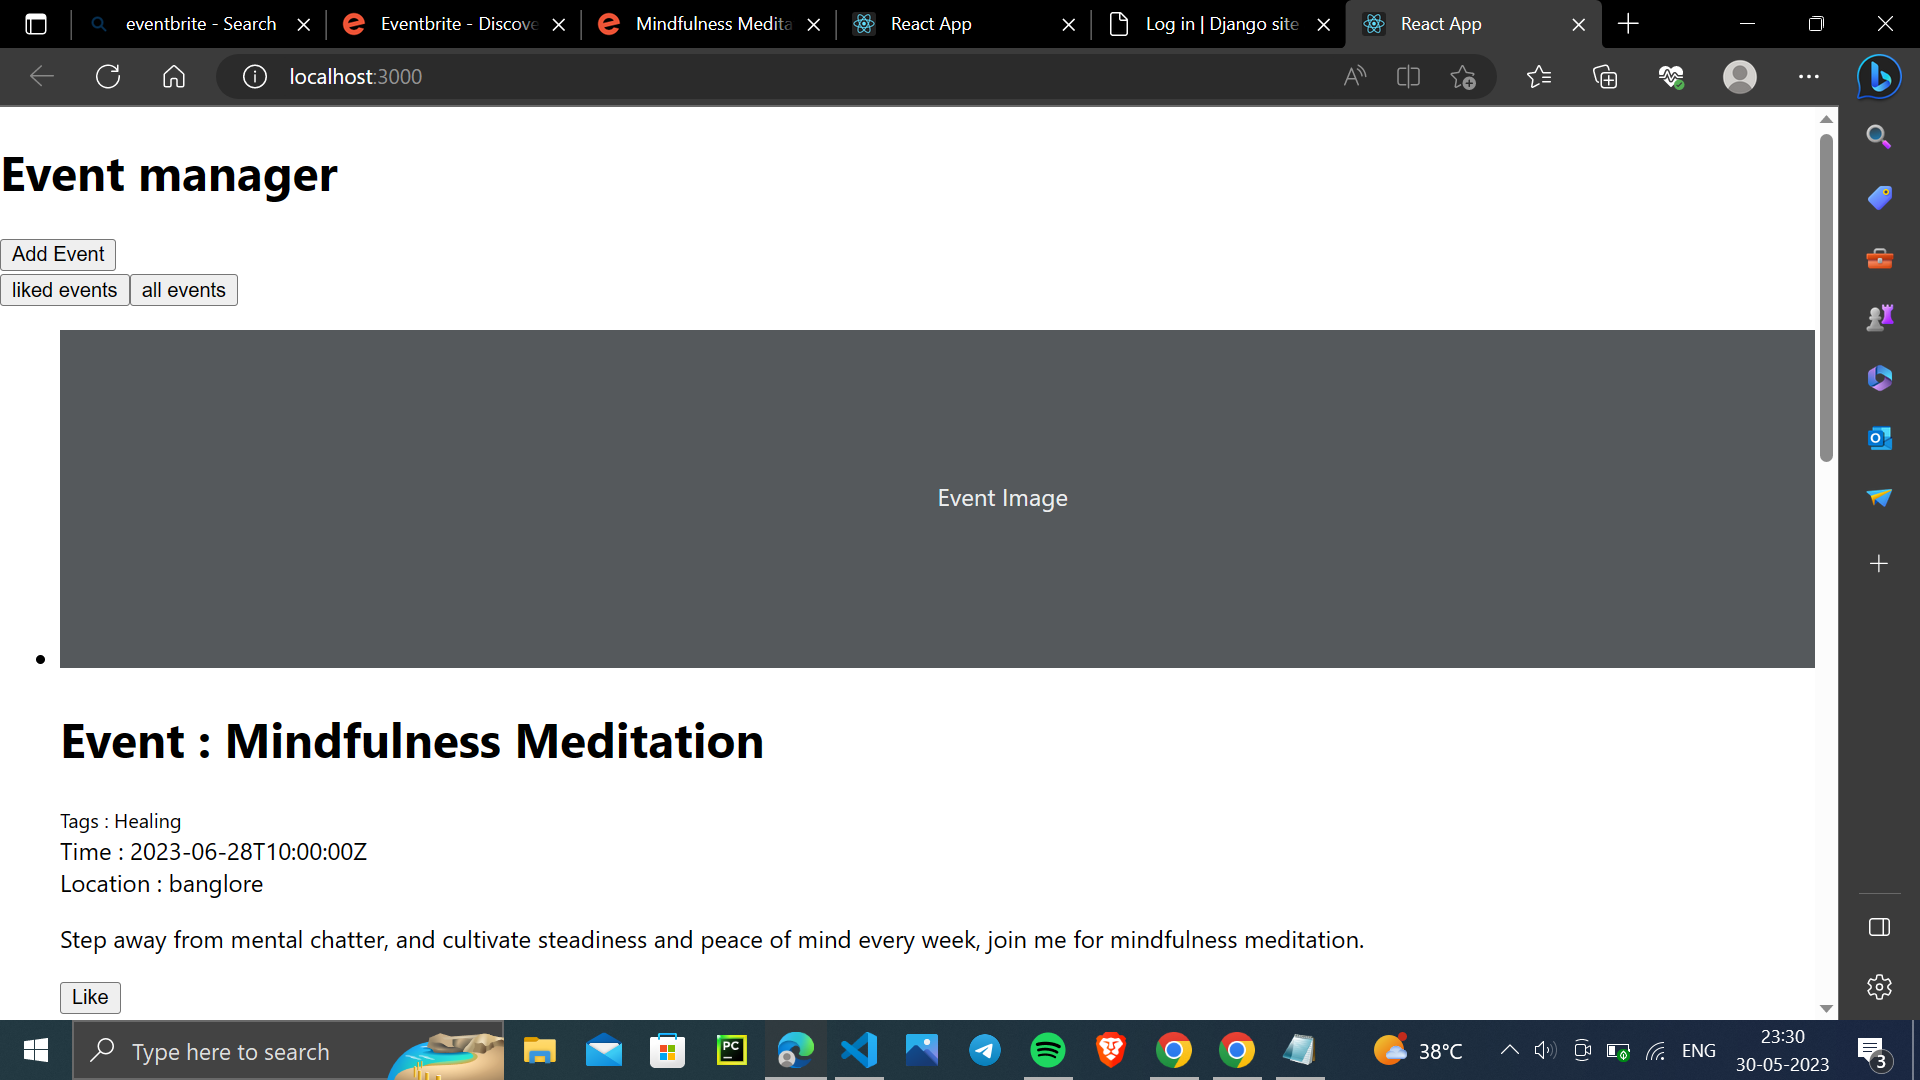 eventbrite - Search
Eventbrite - Discove
Mindfulness Medita
React App
Log in | Django site
React App
localhost:3000
Event manager
Add Event
liked events
all events
Event Image
Event : Mindfulness Meditation
Tags : Healing
Time : 2023-06-28T10:00:00Z
Location : banglore
Step away from mental chatter, and cultivate steadiness and peace of mind every week, join me for mindfulness meditation.
Like
Type here to search
PC
38°C
ENG
23:30
30-05-2023
3